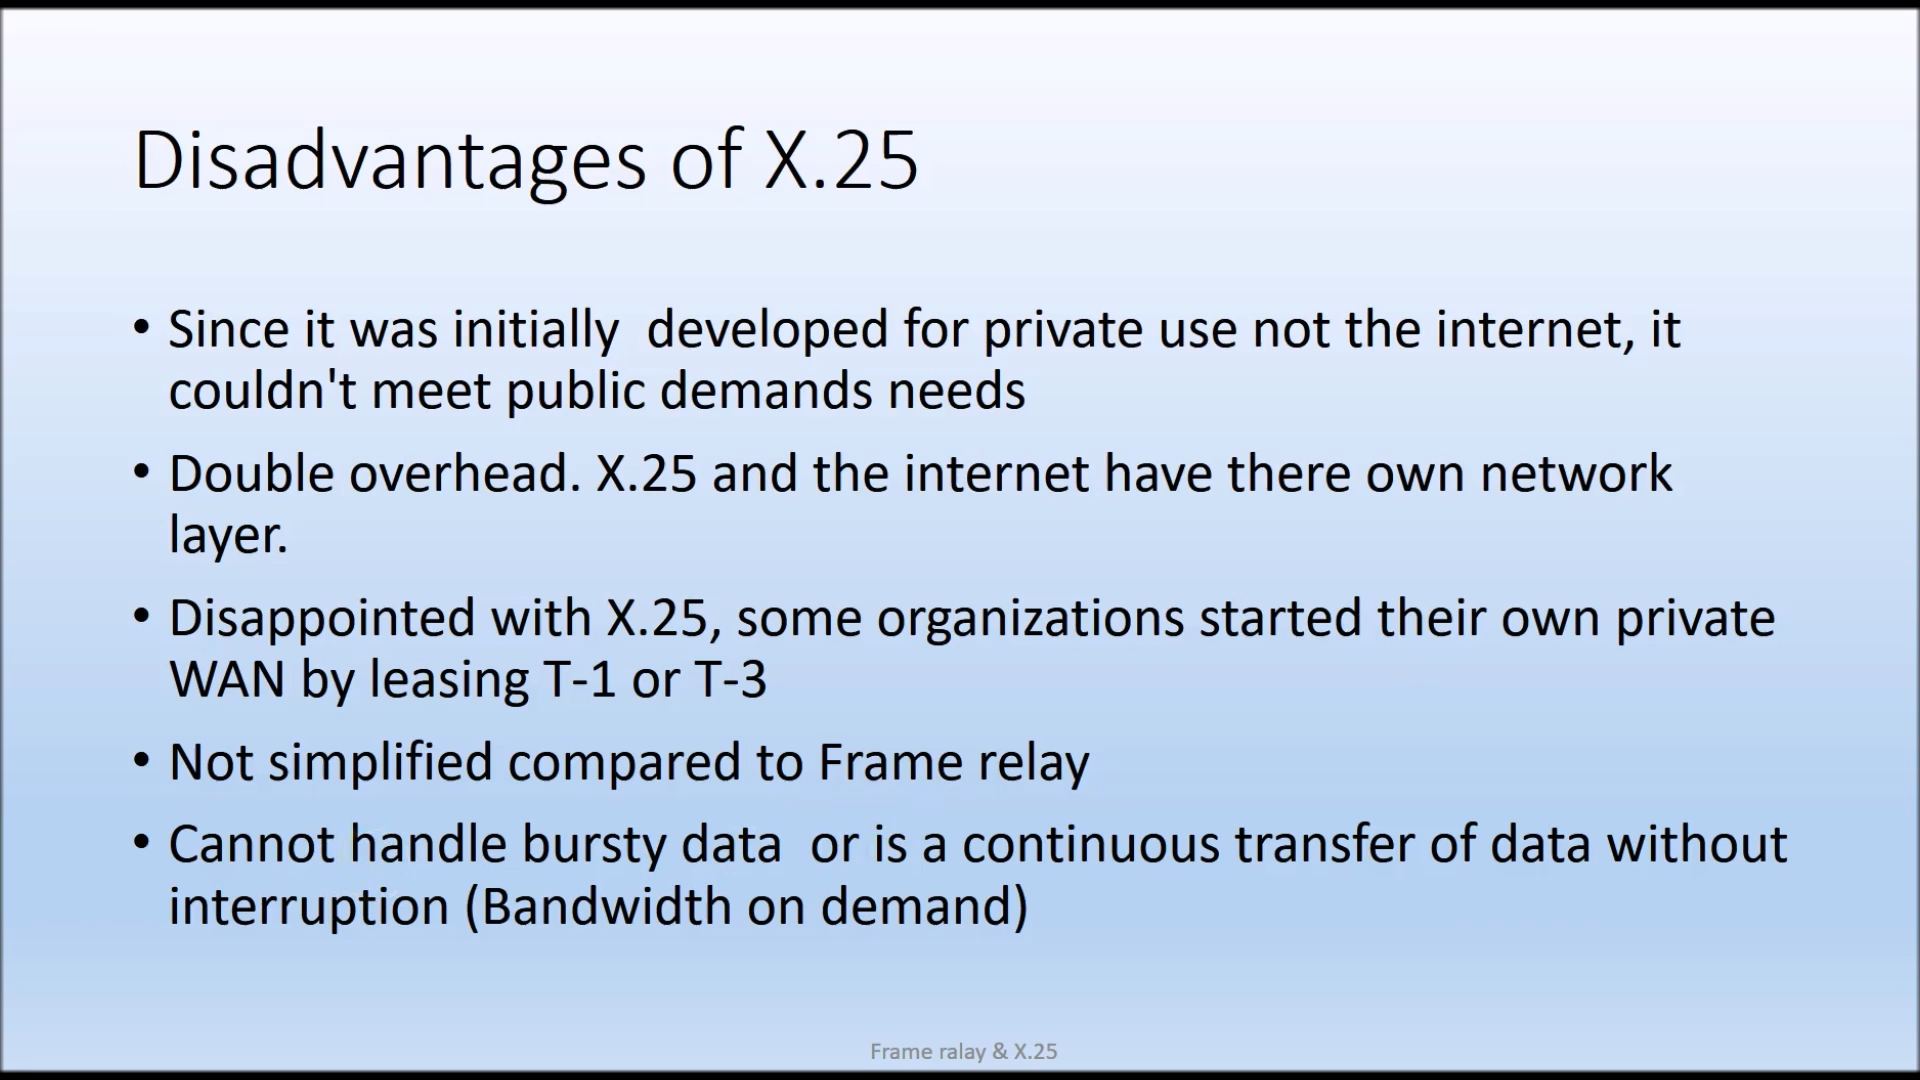 Disadvantages of X.25
• Since it was initially  developed for private use not the internet, it
couldn't meet public demands needs
• Double overhead. X.25 and the internet have there own network
layer.
• Disappointed with X.25, some organizations started their own private
WAN by leasing T-1 or T-3
• Not simplified compared to Frame relay
• Cannot handle bursty data  or is a continuous transfer of data without
interruption (Bandwidth on demand)
Frame ralay & X.25